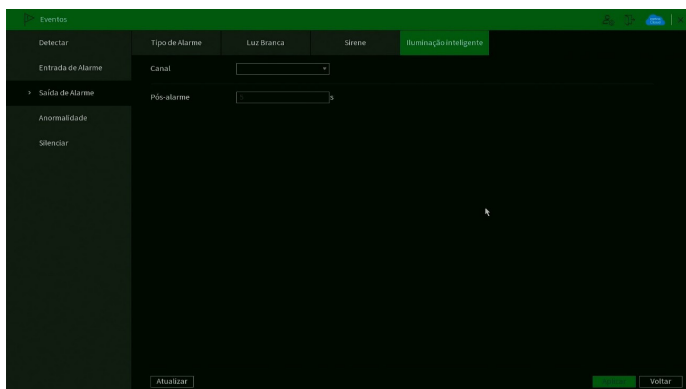 Eventos
Detectar
Tipo de Alarme
Luz Branca
Sirene
Iluminação inteligente
Entrada de Alarme
Canal
Saída de Alarme
Pós-alarme
5
s
Anormalidade
Silenciar
Atualizar
Voltar